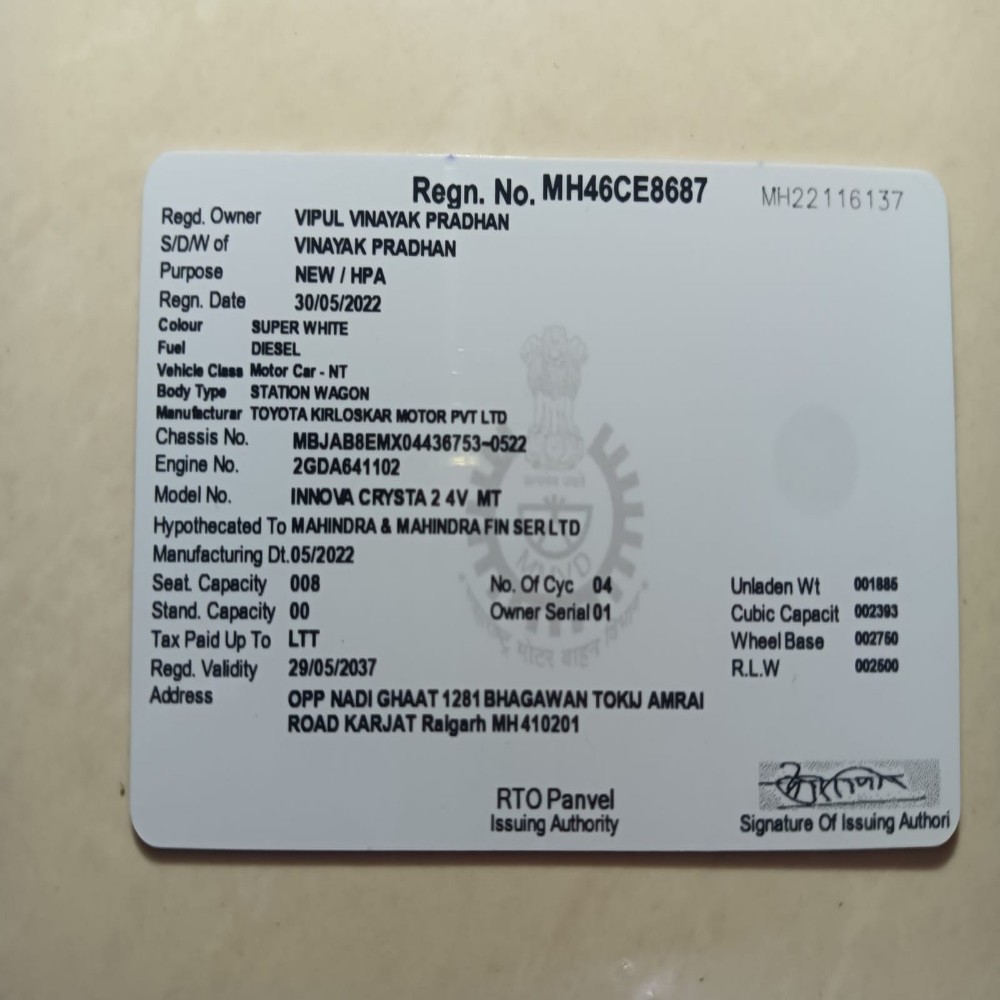 Regn. No. MH46CE8687 MH22116137
Regd. Owner VIPUL VINAYAK PRADHAN
S/D/W of VINAYAK PRADHAN
Purpose NEW / HPA
Regn. Date 30/05/2022
Colour SUPER WHITE
Fuel DIESEL
Vehicle Class Motor Car - NT
Body Type STATION WAGON
Manufacturar TOYOTA KIRLOSKAR MOTOR PVT LTD
Chassis No. MBJAB8EMX04436753-0522
Engine No. 2GDA641102
Model No. INNOVA CRYSTA 2 4V MT
Hypothecated To MAHINDRA & MAHINDRA FIN SER LTD
Manufacturing Dt. 05/2022
Seat. Capacity 008 No. Of Cyc 04 Unladen Wt 001885
Stand. Capacity 00 Owner Serial 01 Cubic Capacit 002393
Tax Paid Up To LTT Wheel Base 002750
Regd. Validity 29/05/2037 R.L.W 002500
Address OPP NADI GHAAT 1281 BHAGAWAN TOKIJ AMRAI
ROAD KARJAT Raigarh MH 410201
MMVD
मोटर वाहन विभाग
RTO Panvel
Issuing Authority Signature Of Issuing Authori